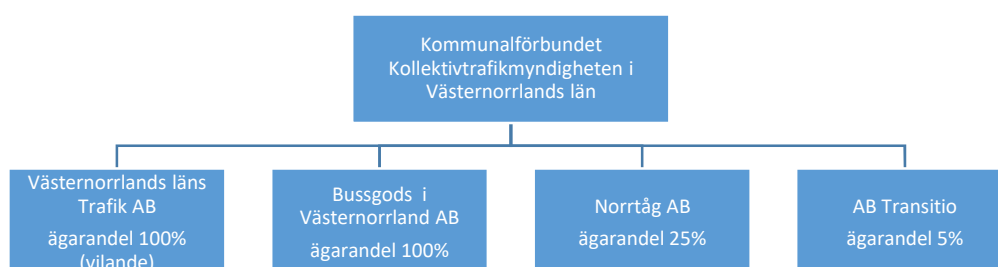 Kommunalförbundet
Kollektivtrafikmyndigheten i
Västernorrlands län
Västernorrlands läns
Trafik AB
ägarandel 100%
(vilande)
Bussgods i
Västernorrland AB
ägarandel 100%
Norrtåg AB
ägarandel 25%
AB Transitio
ägarandel 5%